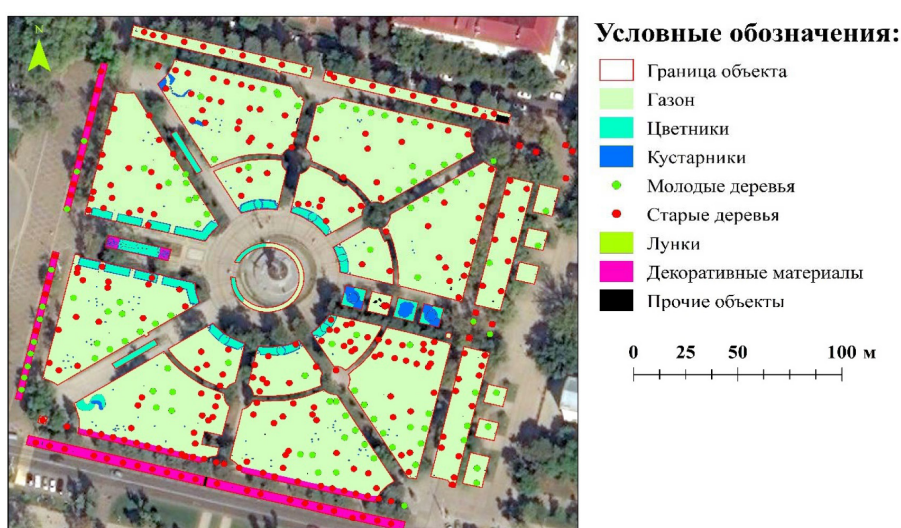 N
Условные обозначения:
Граница объекта
Газон
Цветники
Кустарники
Молодые деревья
Старые деревья
Лунки
Декоративные материалы
Прочие объекты
0 25 50 100 м